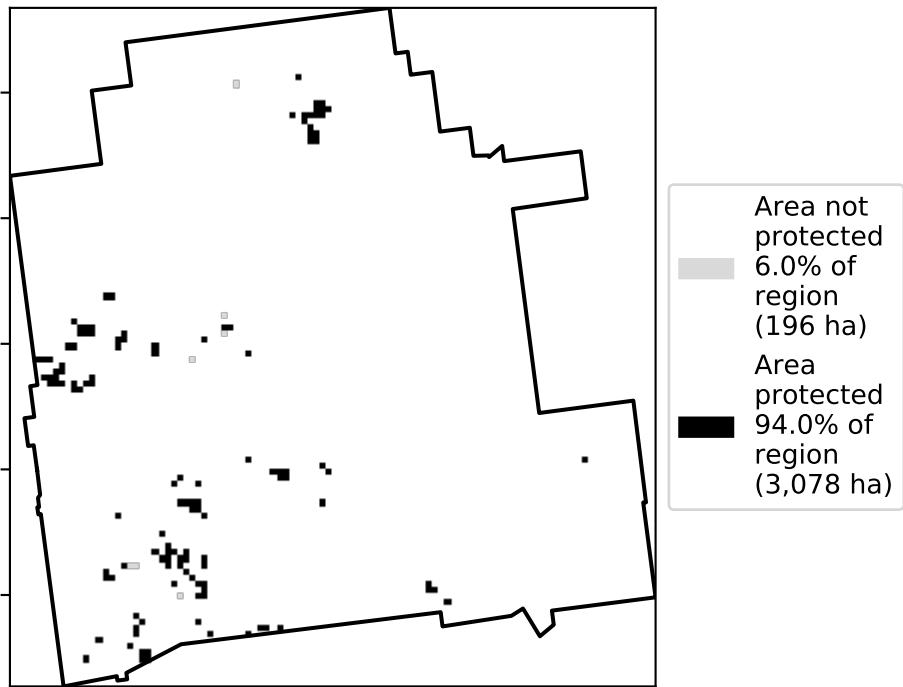 Area not
protected
6.0% of
region
(196 ha)
Area
protected
94.0% of
region
(3,078 ha)